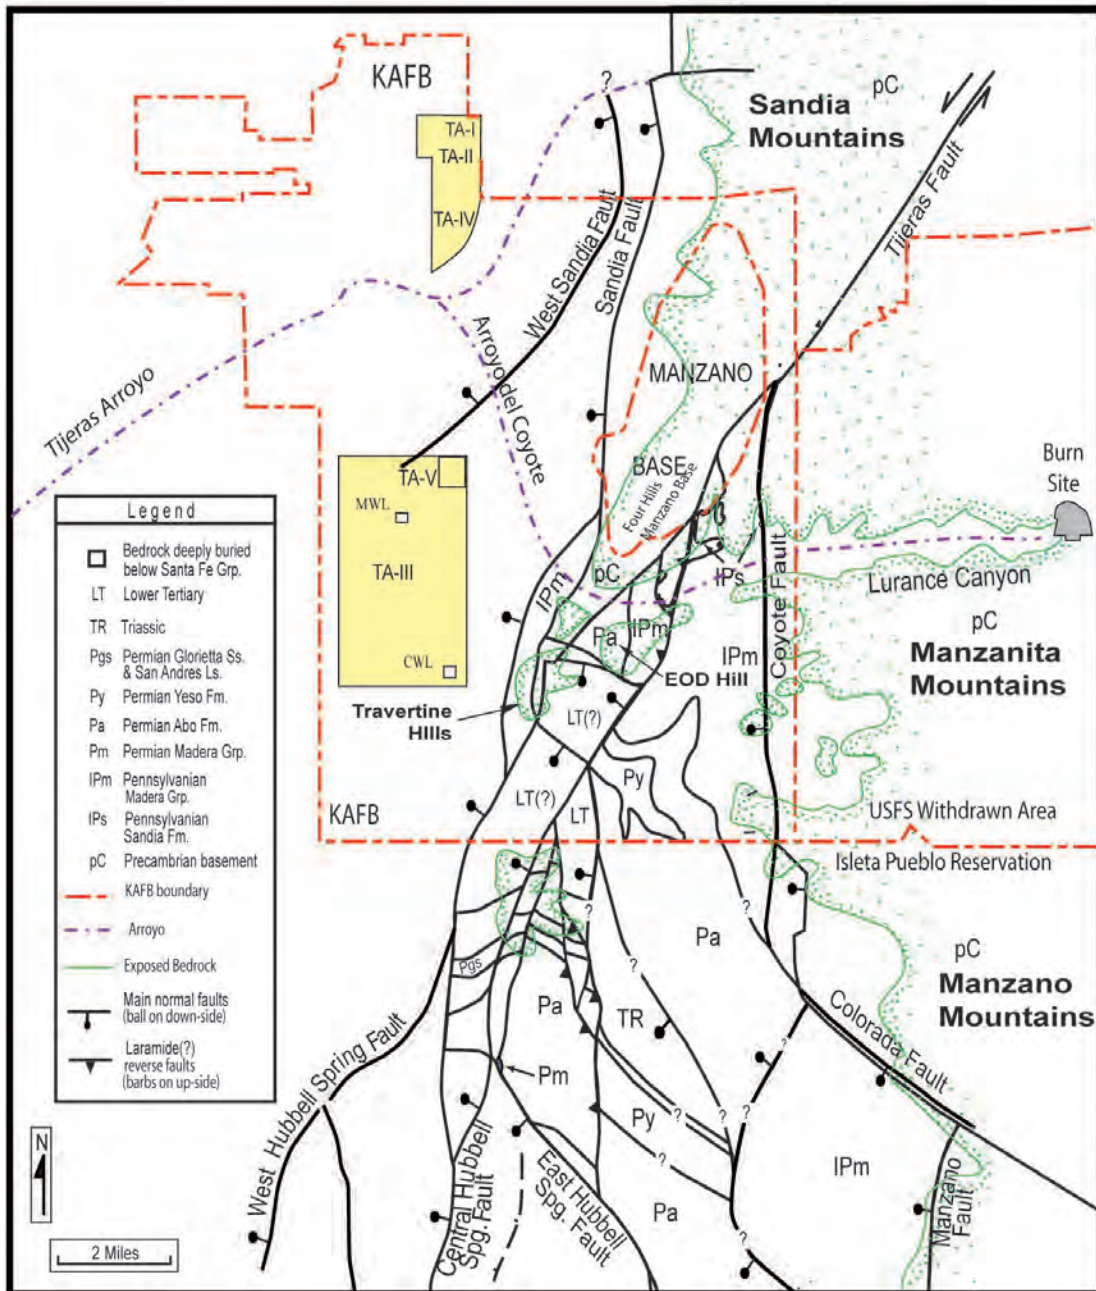 KAFB
Sandia
Mountains
pC
?
TA-I
TA-II
TA-IV
West Sandia Fault
Sandia Fault
Tijeras Fault
Arroyo del Coyote
Tijeras Arroyo
MANZANO
BASE
Four Hills
Manzano Base
TA-V
MWL
TA-III
CWL
Burn
Site
Lurance Canyon
pC
Manzanita
Mountains
IPm
pC
IPs
Coyote Fault
Pa
IPm
IPm
EOD Hill
Travertine
HIlls
LT(?)
Py
LT(?)
LT
KAFB
USFS Withdrawn Area
Isleta Pueblo Reservation
Legend
Bedrock deeply buried
below Santa Fe Grp.
LT Lower Tertiary
TR Triassic
Pgs Permian Glorietta Ss.
& San Andres Ls.
Py Permian Yeso Fm.
Pa Permian Abo Fm.
Pm Permian Madera Grp.
IPm Pennsylvanian
Madera Grp.
IPs Pennsylvanian
Sandia Fm.
pC Precambrian basement
KAFB boundary
Arroyo
Exposed Bedrock
Main normal faults
(ball on down-side)
Laramide(?)
reverse faults
(barbs on up-side)
?
?
?
Pa
pC
Manzano
Mountains
Pgs
?
?
Pa
TR
Colorada Fault
West Hubbell Spring Fault
Pm
?
?
?
?
Py
?
?
Central Hubbell
Spg. Fault
East Hubbell
Spg. Fault
Pa
IPm
Manzano
Fault
?
?
N
2 Miles